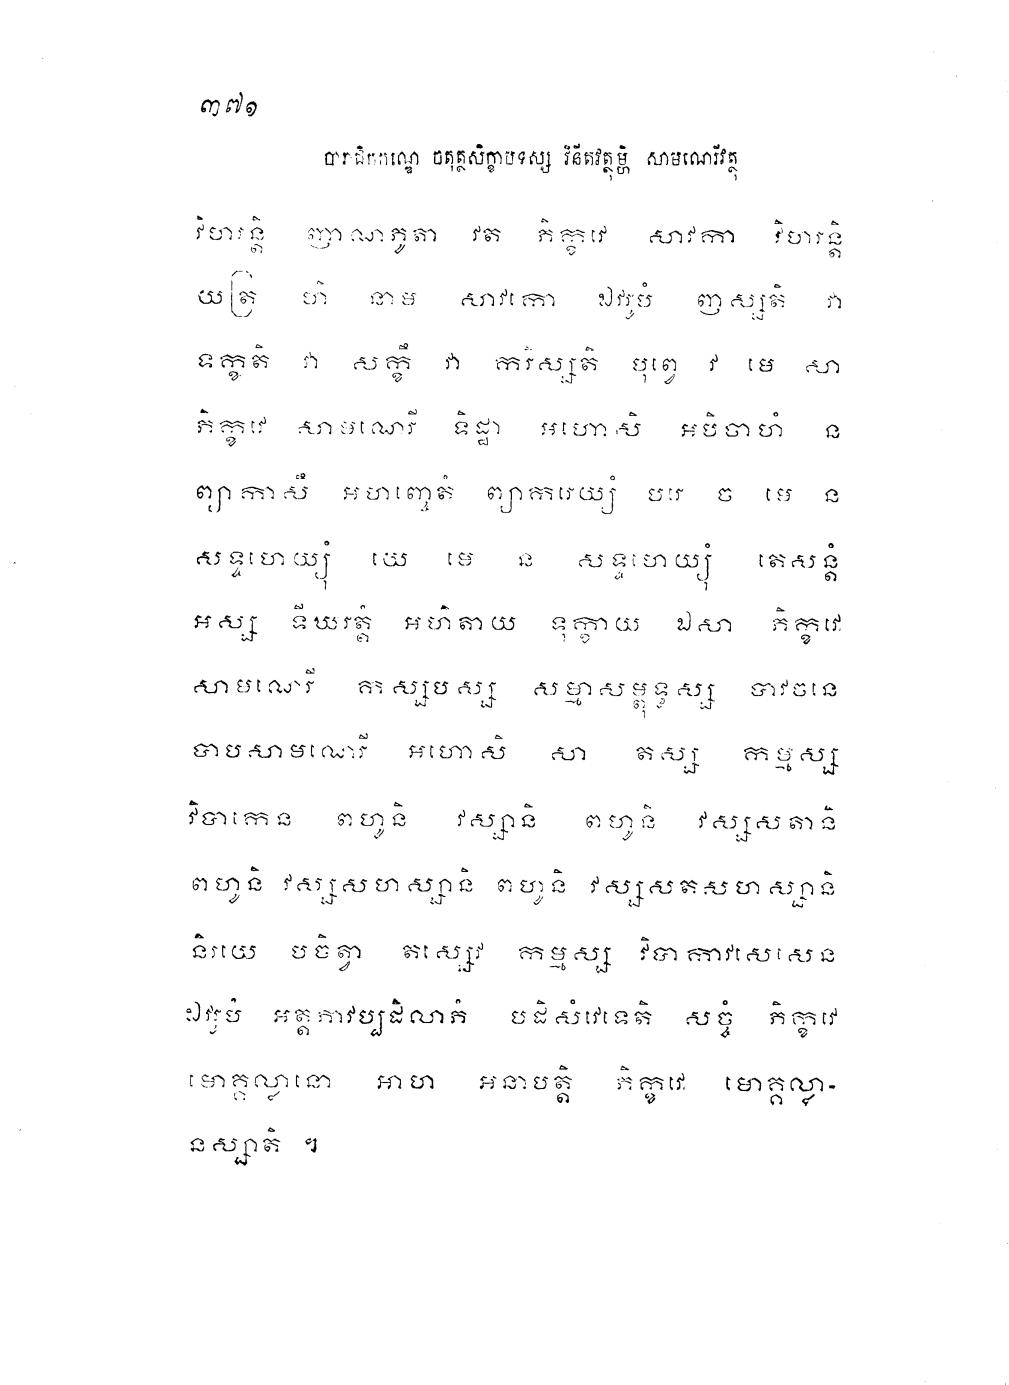 ៣៧១
បារាជិកកណ្ឌេ ចតុត្ថសិក្ខាបទស្ស វិនីតវត្ថុម្ហិ សាមណេរីវត្ថុ
វិហរន្តិ ញាណភូតា វត ភិក្ខវេ សាវកា វិហរន្តិ
យត្រ ហិ នាម សាវកោ ឯវរូបំ ញស្សតិ វា
ទក្ខតិ វា សក្ខឹ វា ករិស្សតិ បុព្វេ វ មេ សា
ភិក្ខវេ សាមណេរី ទិដ្ឋា អហោសិ អបិចាហំ ន
ព្យាកាសឹ អហញ្ចេតំ ព្យាករេយ្យំ បរេ ច មេ ន
សទ្ទហេយ្យុំ យេ មេ ន សទ្ទហេយ្យុំ តេសន្តំ
អស្ស ទីឃរត្តំ អហិតាយ ទុក្ខាយ ឯសា ភិក្ខវេ
សាមណេរី កស្សបស្ស សម្មាសម្ពុទ្ធស្ស បាវចនេ
បាបសាមណេរី អហោសិ សា តស្ស កម្មស្ស
វិបាកេន ពហូនិ វស្សានិ ពហូនិ វស្សសតានិ
ពហូនិ វស្សសហស្សានិ ពហូនិ វស្សសតសហស្សានិ
និរយេ បចិត្វា តស្សេវ កម្មស្ស វិបាកាវសេសេន
ឯវរូបំ អត្តភាវប្បដិលាភំ បដិសំវេទេតិ សច្ចំ ភិក្ខវេ
មោគ្គល្លានោ អាហ អនាបត្តិ ភិក្ខវេ មោគ្គល្លា-
នស្សាតិ ។